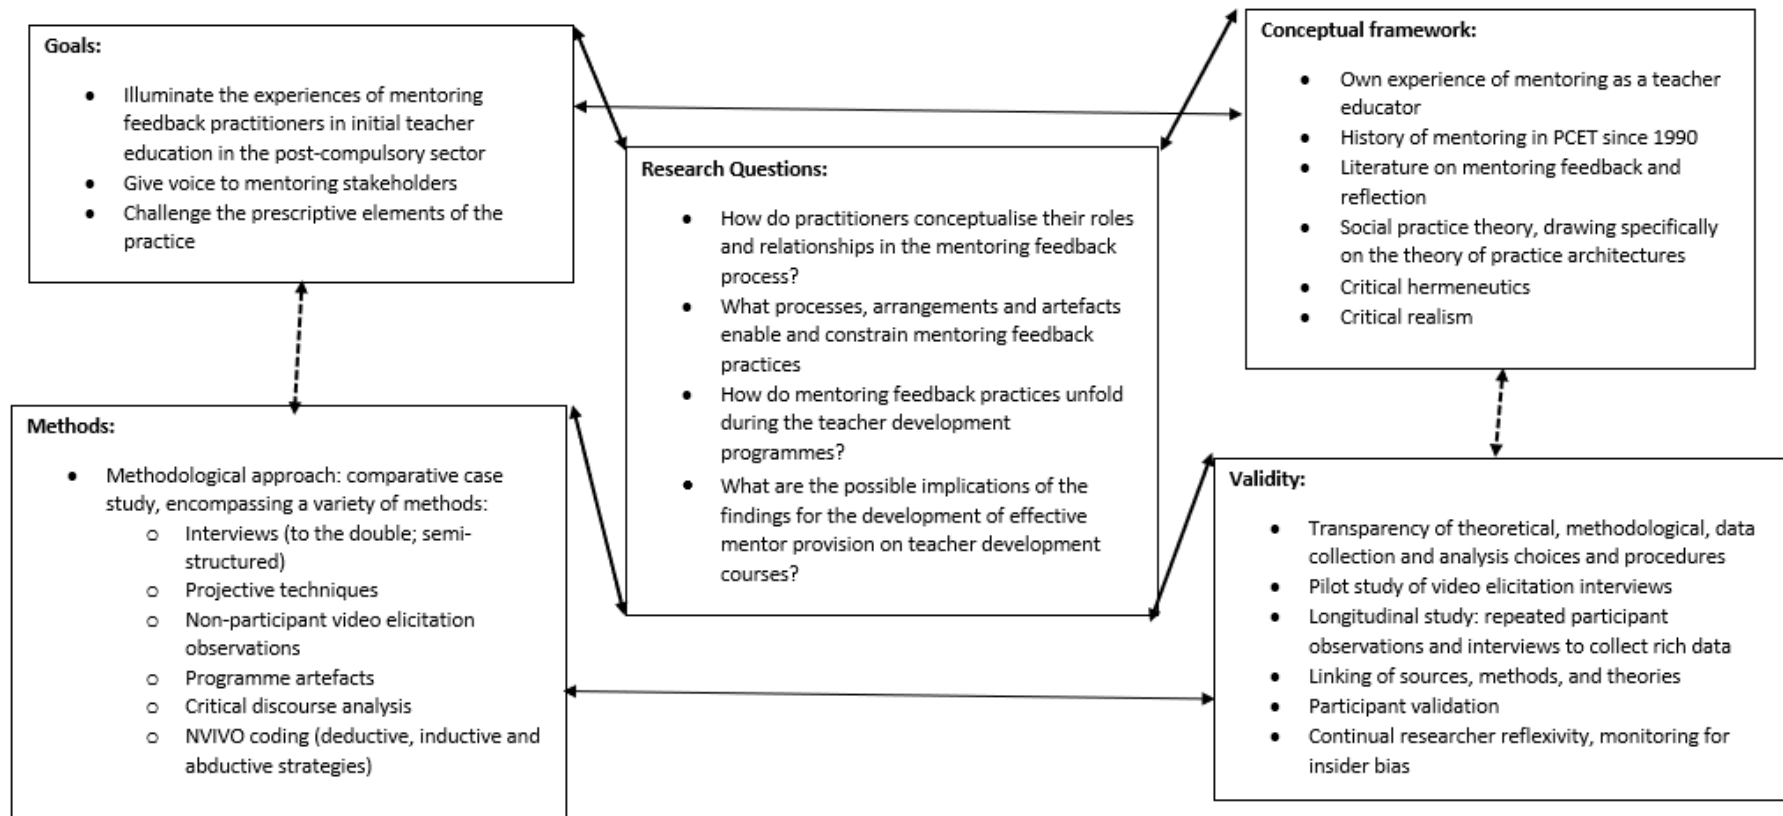 Goals:
● Illuminate the experiences of mentoring
feedback practitioners in initial teacher
education in the post-compulsory sector
● Give voice to mentoring stakeholders
● Challenge the prescriptive elements of the
practice
Conceptual framework:
● Own experience of mentoring as a teacher
educator
● History of mentoring in PCET since 1990
● Literature on mentoring feedback and
reflection
● Social practice theory, drawing specifically
on the theory of practice architectures
● Critical hermeneutics
● Critical realism
Research Questions:
● How do practitioners conceptualise their roles
and relationships in the mentoring feedback
process?
● What processes, arrangements and artefacts
enable and constrain mentoring feedback
practices
● How do mentoring feedback practices unfold
during the teacher development
programmes?
● What are the possible implications of the
findings for the development of effective
mentor provision on teacher development
courses?
Methods:
● Methodological approach: comparative case
study, encompassing a variety of methods:
o Interviews (to the double; semi-
structured)
o Projective techniques
o Non-participant video elicitation
observations
o Programme artefacts
o Critical discourse analysis
o NVIVO coding (deductive, inductive and
abductive strategies)
Validity:
● Transparency of theoretical, methodological, data
collection and analysis choices and procedures
● Pilot study of video elicitation interviews
● Longitudinal study: repeated participant
observations and interviews to collect rich data
● Linking of sources, methods, and theories
● Participant validation
● Continual researcher reflexivity, monitoring for
insider bias